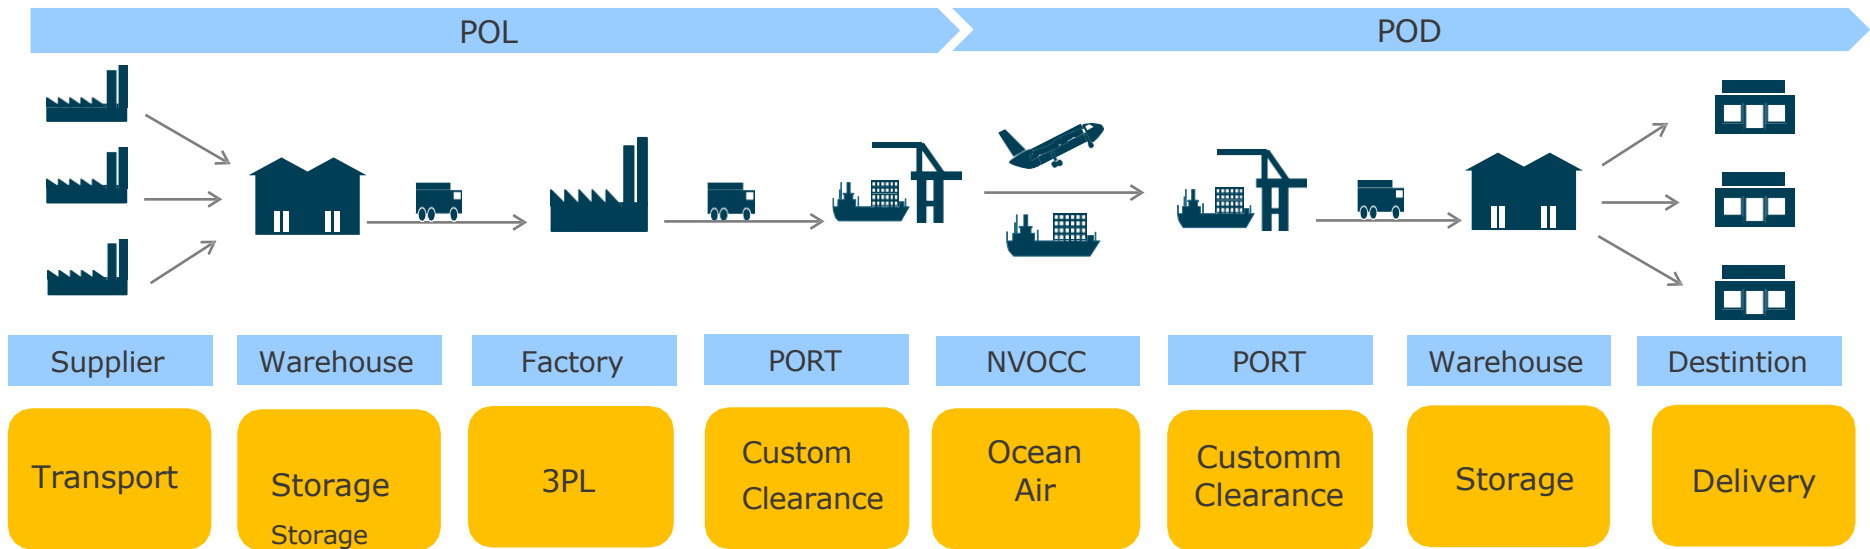 POL
POD
Supplier
Warehouse
Factory
PORT
NVOCC
PORT
Warehouse
Destintion
Transport
Storage
Storage
3PL
Custom
Clearance
Ocean
Air
Customm
Clearance
Storage
Delivery